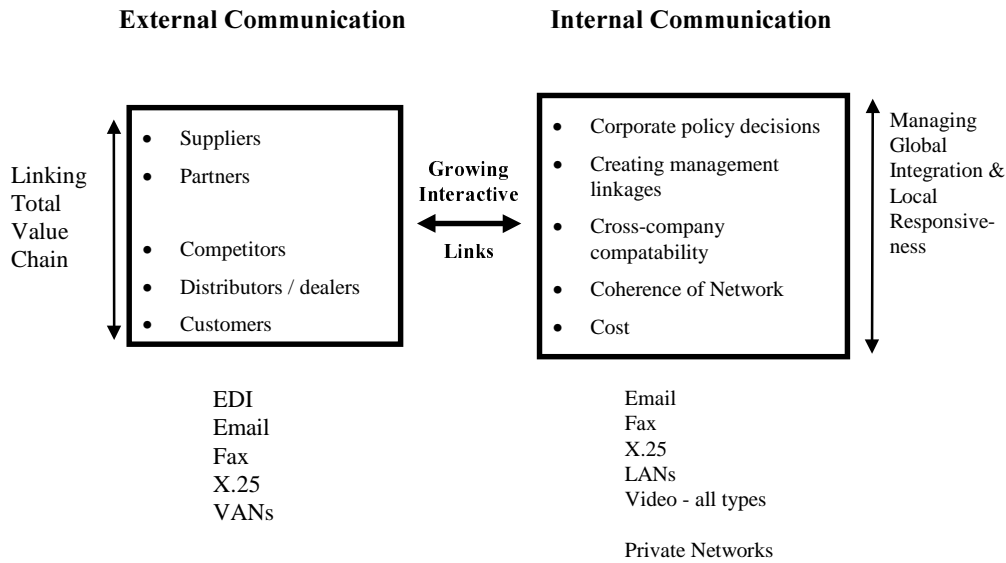 External Communication
Internal Communication
Linking
Total
Value
Chain
• Suppliers
• Partners
• Competitors
• Distributors / dealers
• Customers
Growing
Interactive
Links
• Corporate policy decisions
• Creating management
linkages
• Cross-company
compatability
• Coherence of Network
• Cost
Managing
Global
Integration &
Local
Responsive-
ness
EDI
Email
Fax
X.25
VANs
Email
Fax
X.25
LANs
Video - all types
Private Networks